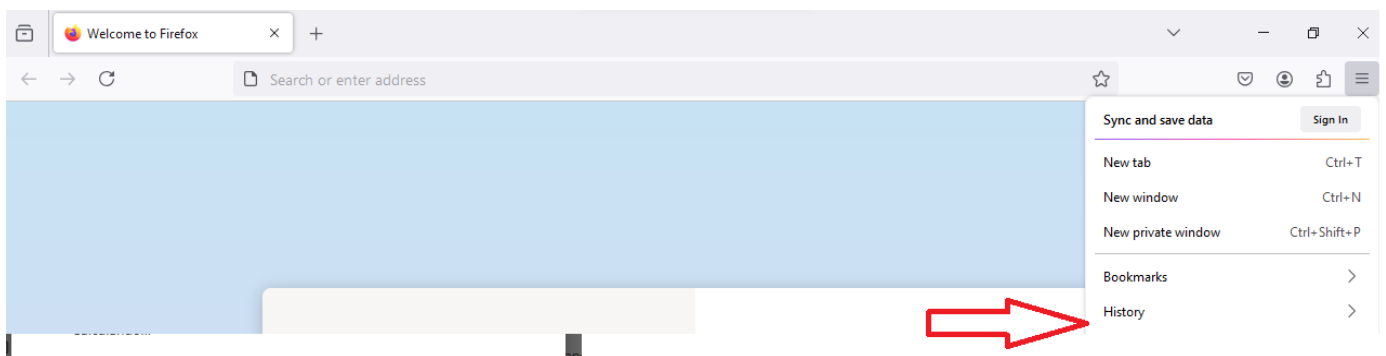 Welcome to Firefox
Search or enter address
Sync and save data
Sign In
New tab
Ctrl+T
New window
Ctrl+N
New private window
Ctrl+Shift+P
Bookmarks
History